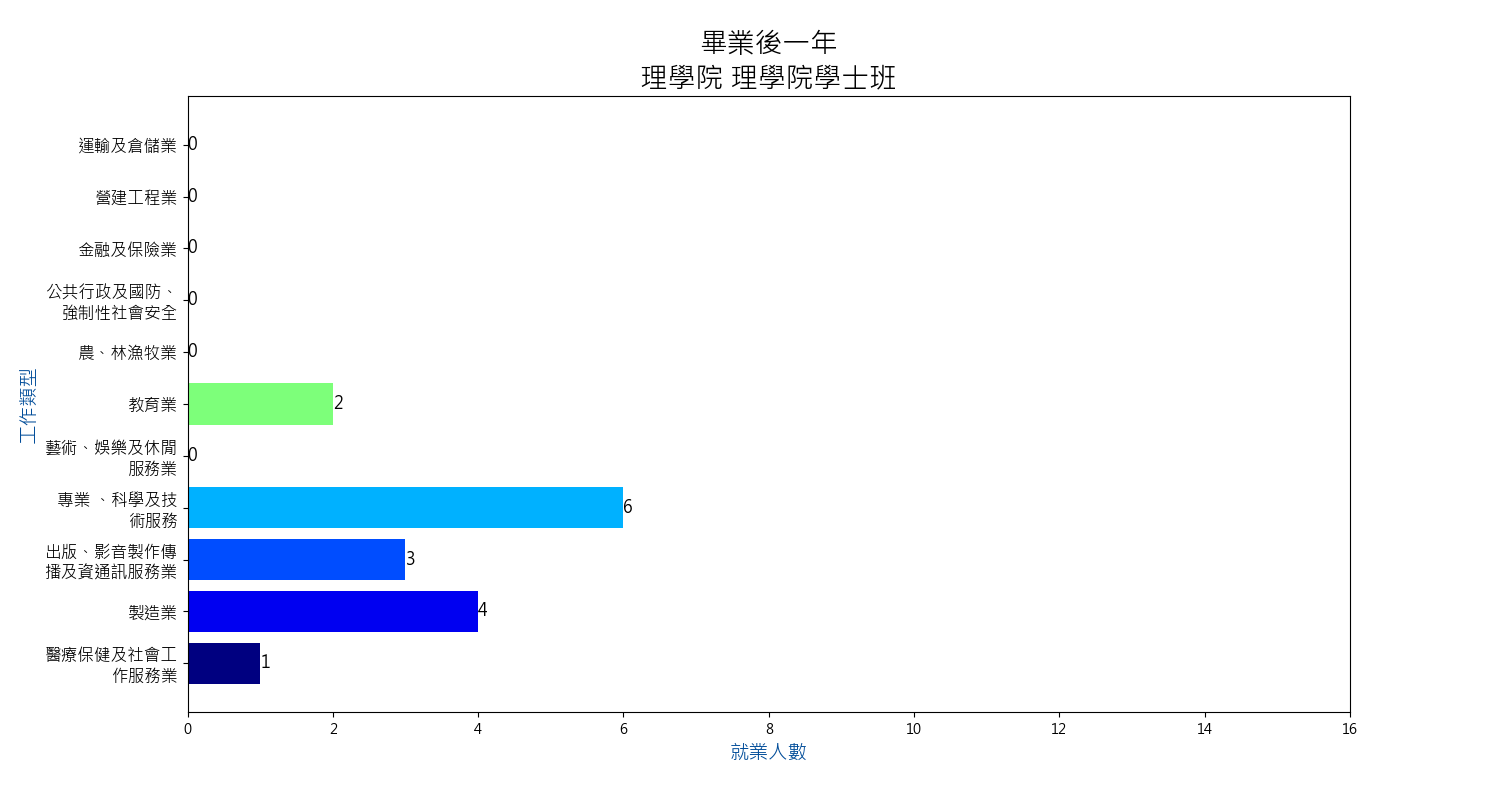 畢業後一年
理學院 理學院學士班
運輸及倉儲業
0
營建工程業
0
金融及保險業
0
公共行政及國防、
強制性社會安全
0
農、林漁牧業
0
教育業
2
藝術、娛樂及休閒
服務業
0
專業 、科學及技
術服務
6
出版、影音製作傳
播及資通訊服務業
3
製造業
4
醫療保健及社會工
作服務業
1
工作類型
0 2 4 6 8 10 12 14 16
就業人數